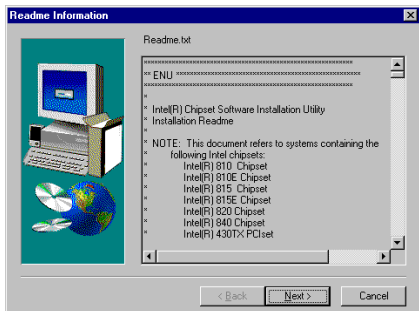 Readme Information
Readme.txt
************************************************************
** ENU ******************************************************
************************************************************
*
* Intel(R) Chipset Software Installation Utility
* Installation Readme
*
* NOTE: This document refers to systems containing the
* following Intel chipsets:
* Intel(R) 810 Chipset
* Intel(R) 810E Chipset
* Intel(R) 815 Chipset
* Intel(R) 815E Chipset
* Intel(R) 820 Chipset
* Intel(R) 840 Chipset
* Intel(R) 430TX PCIset
< Back
Next >
Cancel